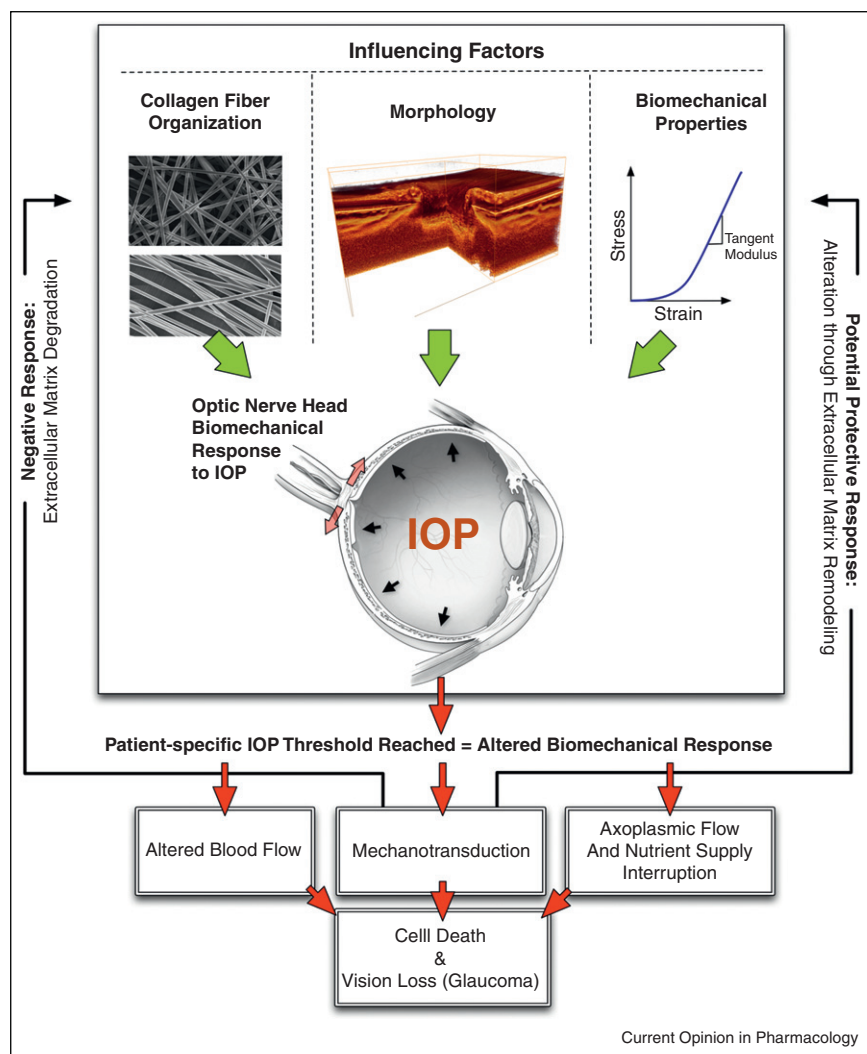 Influencing Factors
Collagen Fiber
Organization
Morphology
Biomechanical
Properties
Stress
Tangent
Modulus
Strain
Negative Response:
Extracellular Matrix Degradation
Potential Protective Response:
Alteration through Extracellular Matrix Remodeling
Optic Nerve Head
Biomechanical
Response
to IOP
IOP
Patient-specific IOP Threshold Reached = Altered Biomechanical Response
Altered Blood Flow
Mechanotransduction
Axoplasmic Flow
And Nutrient Supply
Interruption
Celll Death
&
Vision Loss (Glaucoma)
Current Opinion in Pharmacology